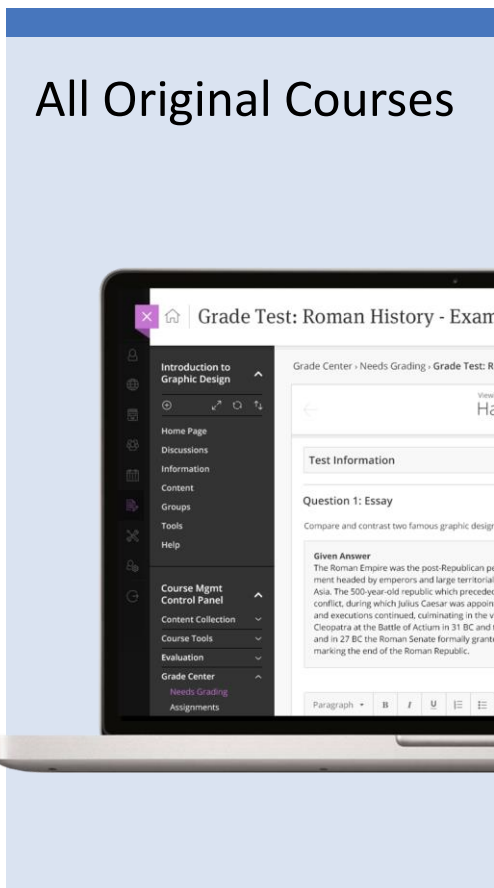 All Original Courses
Grade Test: Roman History - Exam
Introduction to
Graphic Design
Home Page
Discussions
Information
Content
Groups
Tools
Help
Course Mgmt
Control Panel
Content Collection
Course Tools
Evaluation
Grade Center
Needs Grading
Assignments
Grade Center › Needs Grading › Grade Test: R
View
Ha
Test Information
Question 1: Essay
Compare and contrast two famous graphic design
Given Answer
The Roman Empire was the post-Republican pe
ment headed by emperors and large territorial
Asia. The 500-year-old republic which preceded
conflict, during which Julius Caesar was appoin
and executions continued, culminating in the v
Cleopatra at the Battle of Actium in 31 BC and t
and in 27 BC the Roman Senate formally grante
marking the end of the Roman Republic.
Paragraph B I U